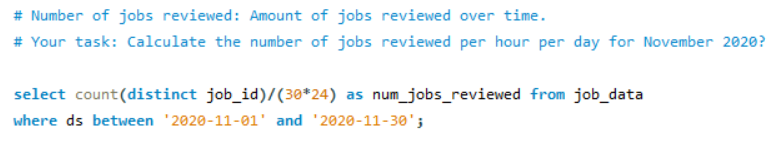 # Number of jobs reviewed: Amount of jobs reviewed over time.
# Your task: Calculate the number of jobs reviewed per hour per day for November 2020?
select count(distinct job_id)/(30*24) as num_jobs_reviewed from job_data
where ds between '2020-11-01' and '2020-11-30';